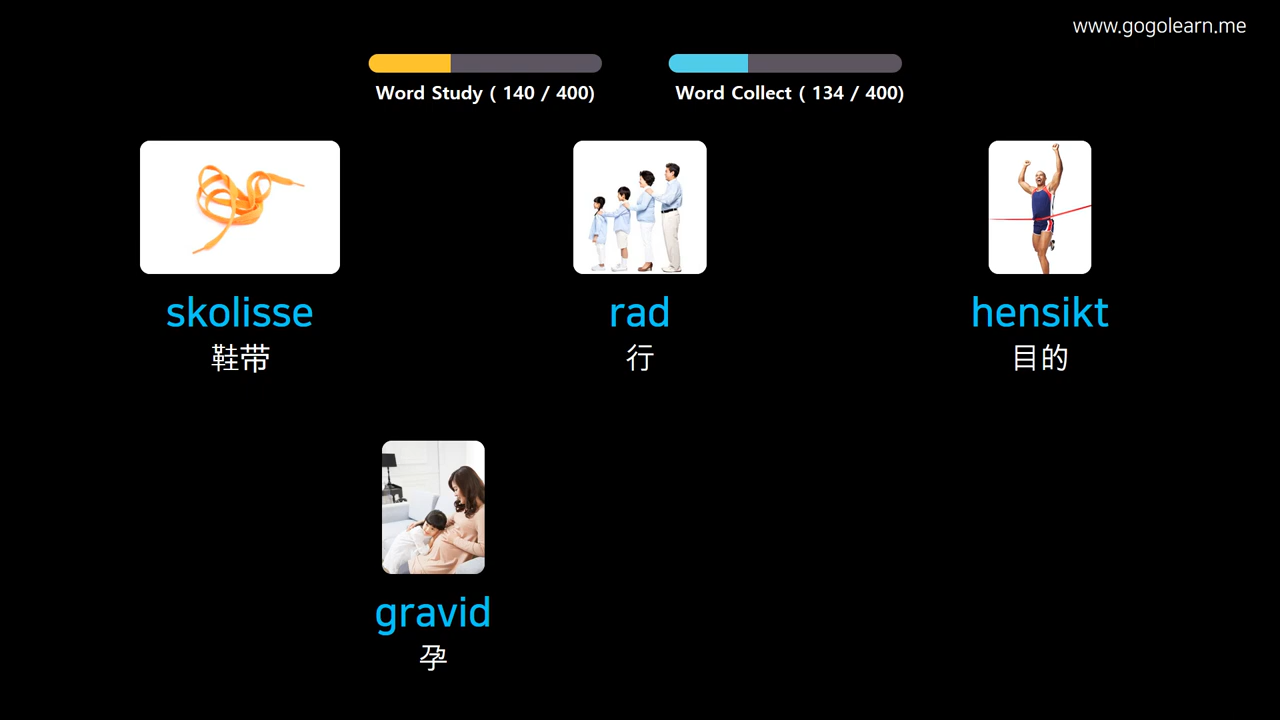 www.gogolearn.me
Word Study ( 140 / 400)
Word Collect ( 134 / 400)
skolisse
鞋带
rad
行
hensikt
目的
gravid
孕